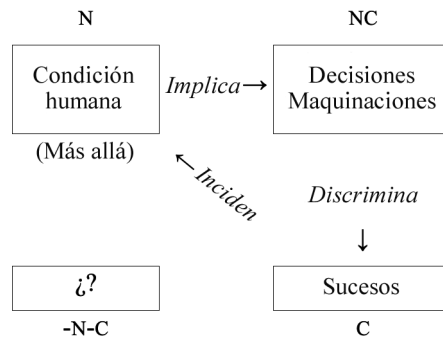 N NC
Condición
humana
Implica→
Decisiones
Maquinaciones
(Más allá)
←Inciden
Discrimina
↓
¿?
Sucesos
-N-C C